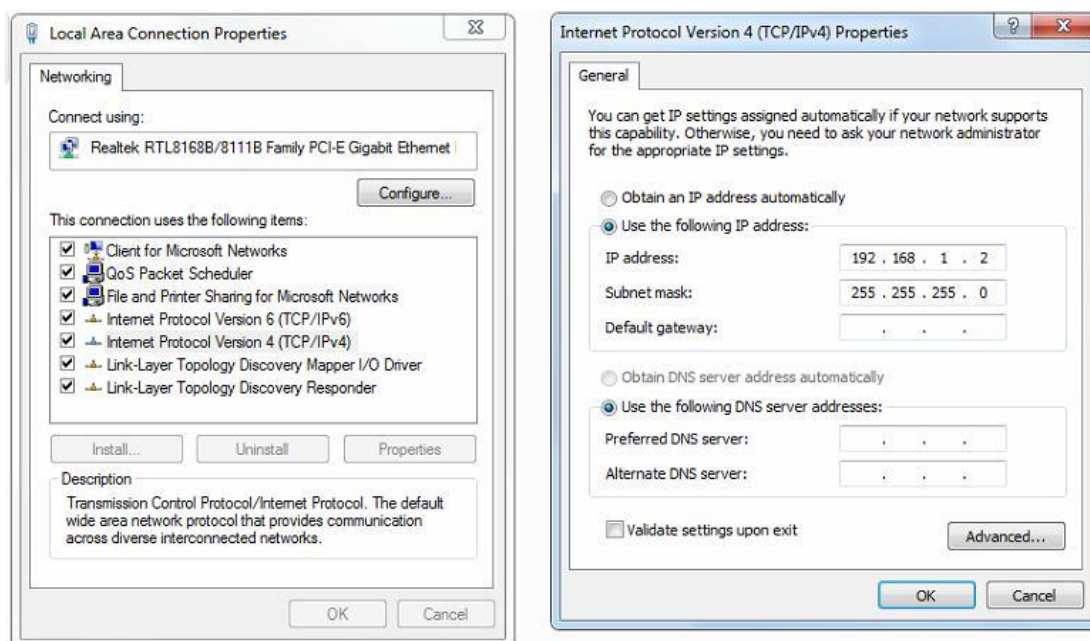 Local Area Connection Properties
Networking
Connect using:
Realtek RTL8168B/8111B Family PCI-E Gigabit Ethernet
Configure...
This connection uses the following items:
Client for Microsoft Networks
QoS Packet Scheduler
File and Printer Sharing for Microsoft Networks
Internet Protocol Version 6 (TCP/IPv6)
Internet Protocol Version 4 (TCP/IPv4)
Link-Layer Topology Discovery Mapper I/O Driver
Link-Layer Topology Discovery Responder
Install... Uninstall Properties
Description
Transmission Control Protocol/Internet Protocol. The default
wide area network protocol that provides communication
across diverse interconnected networks.
OK Cancel
Internet Protocol Version 4 (TCP/IPv4) Properties
General
You can get IP settings assigned automatically if your network supports
this capability. Otherwise, you need to ask your network administrator
for the appropriate IP settings.
Obtain an IP address automatically
Use the following IP address:
IP address: 192 . 168 . 1 . 2
Subnet mask: 255 . 255 . 255 . 0
Default gateway: . . .
Obtain DNS server address automatically
Use the following DNS server addresses:
Preferred DNS server: . . .
Alternate DNS server: . . .
Validate settings upon exit
Advanced...
OK Cancel